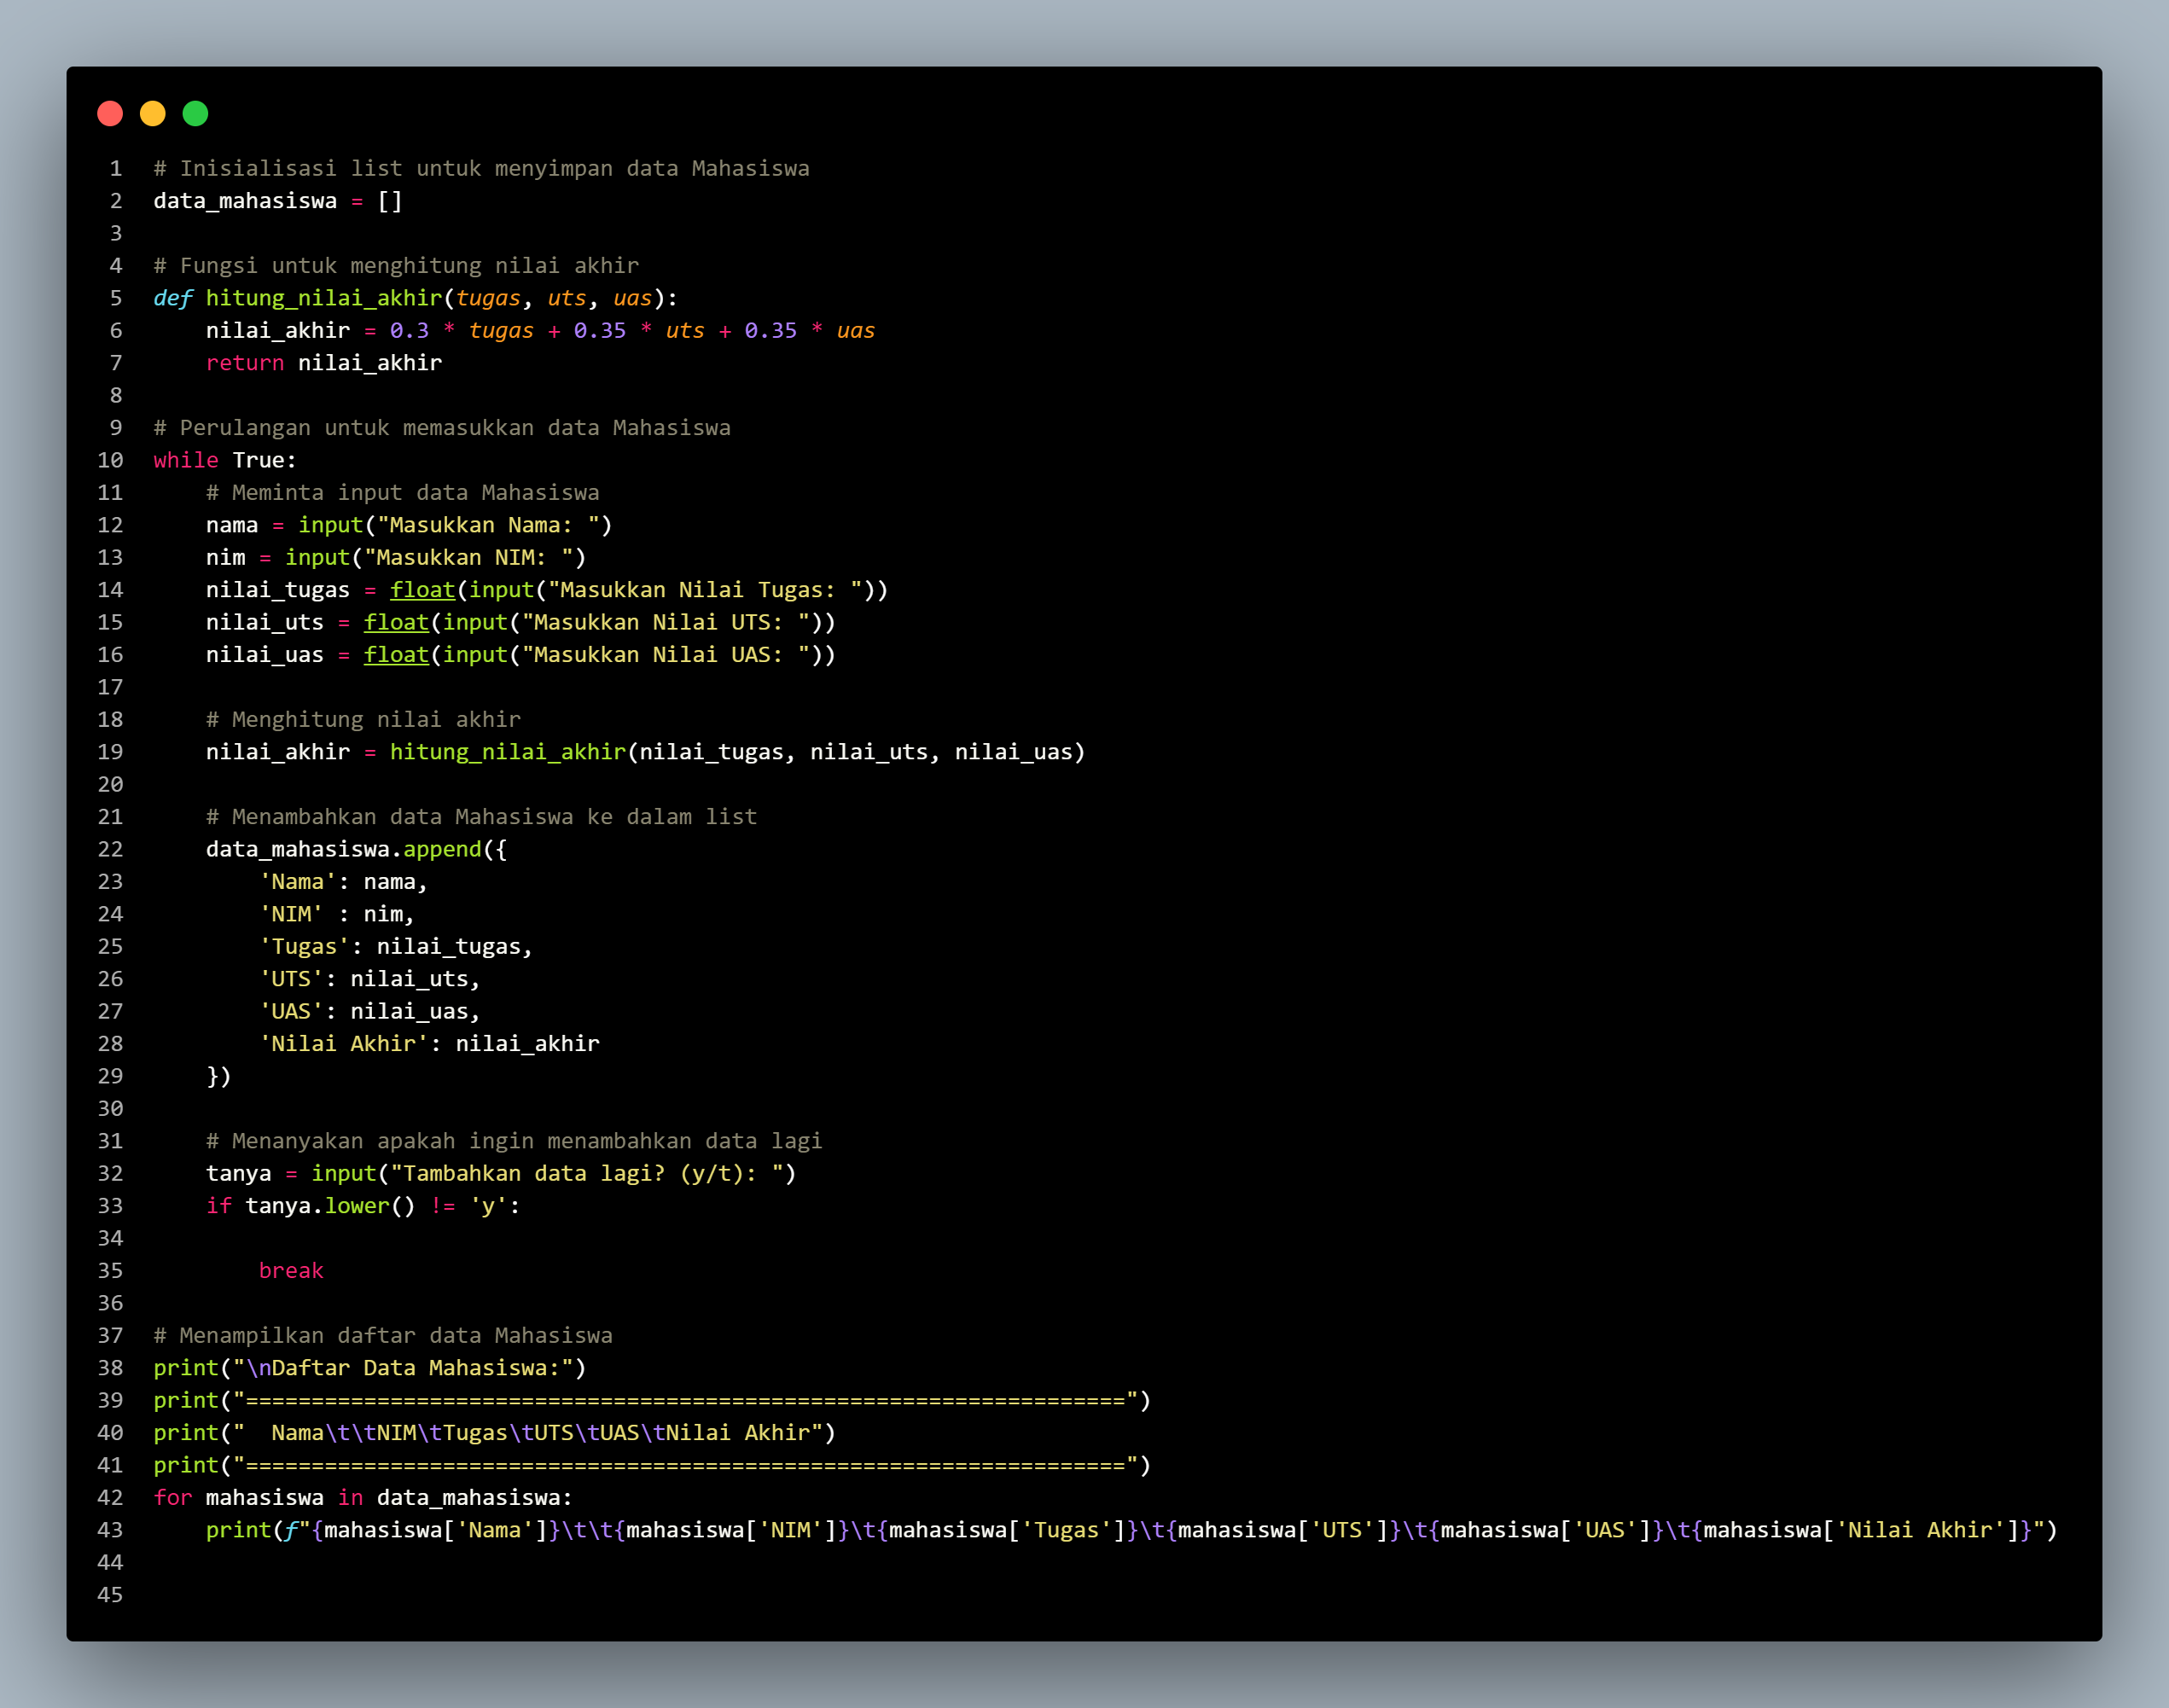 1 # Inisialisasi list untuk menyimpan data Mahasiswa
2 data_mahasiswa = []
3
4 # Fungsi untuk menghitung nilai akhir
5 def hitung_nilai_akhir(tugas, uts, uas):
6     nilai_akhir = 0.3 * tugas + 0.35 * uts + 0.35 * uas
7     return nilai_akhir
8
9 # Perulangan untuk memasukkan data Mahasiswa
10 while True:
11     # Meminta input data Mahasiswa
12     nama = input("Masukkan Nama: ")
13     nim = input("Masukkan NIM: ")
14     nilai_tugas = float(input("Masukkan Nilai Tugas: "))
15     nilai_uts = float(input("Masukkan Nilai UTS: "))
16     nilai_uas = float(input("Masukkan Nilai UAS: "))
17
18     # Menghitung nilai akhir
19     nilai_akhir = hitung_nilai_akhir(nilai_tugas, nilai_uts, nilai_uas)
20
21     # Menambahkan data Mahasiswa ke dalam list
22     data_mahasiswa.append({
23         'Nama': nama,
24         'NIM' : nim,
25         'Tugas': nilai_tugas,
26         'UTS': nilai_uts,
27         'UAS': nilai_uas,
28         'Nilai Akhir': nilai_akhir
29     })
30
31     # Menanyakan apakah ingin menambahkan data lagi
32     tanya = input("Tambahkan data lagi? (y/t): ")
33     if tanya.lower() != 'y':
34
35         break
36
37 # Menampilkan daftar data Mahasiswa
38 print("\nDaftar Data Mahasiswa:")
39 print("===================================================================")
40 print("  Nama\t\tNIM\tTugas\tUTS\tUAS\tNilai Akhir")
41 print("===================================================================")
42 for mahasiswa in data_mahasiswa:
43     print(f"{mahasiswa['Nama']}\t\t{mahasiswa['NIM']}\t{mahasiswa['Tugas']}\t{mahasiswa['UTS']}\t{mahasiswa['UAS']}\t{mahasiswa['Nilai Akhir']}")
44
45